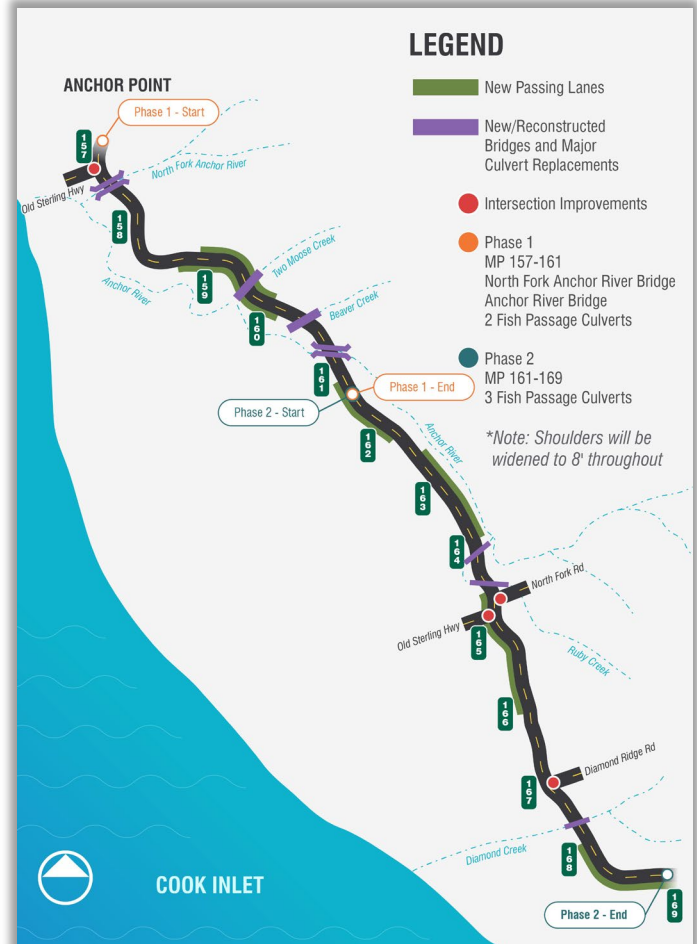 LEGEND
New Passing Lanes
New/Reconstructed
Bridges and Major
Culvert Replacements
Intersection Improvements
Phase 1
MP 157-161
North Fork Anchor River Bridge
Anchor River Bridge
2 Fish Passage Culverts
Phase 2
MP 161-169
3 Fish Passage Culverts
*Note: Shoulders will be
widened to 8' throughout
ANCHOR POINT
Phase 1 - Start
157
North Fork Anchor River
Old Sterling Hwy
158
Anchor River
159
Two Moose Creek
160
Beaver Creek
161
Phase 1 - End
Phase 2 - Start
162
Anchor River
163
164
North Fork Rd
Old Sterling Hwy
165
Ruby Creek
166
Diamond Ridge Rd
167
Diamond Creek
168
COOK INLET
169
Phase 2 - End